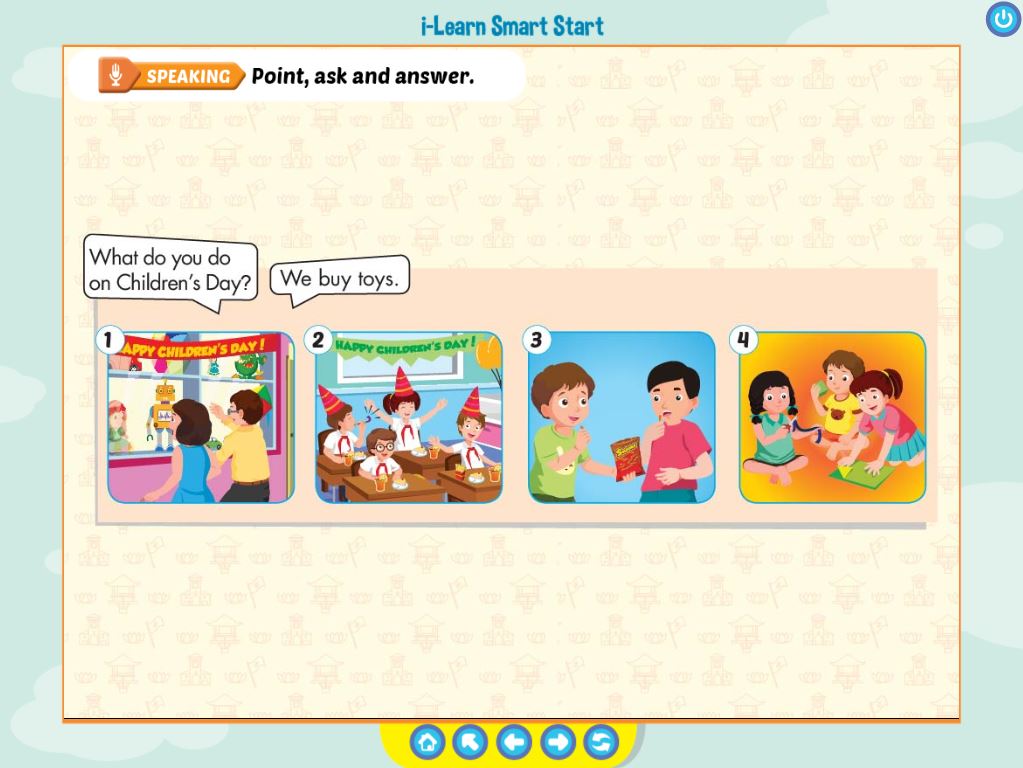 i-Learn Smart Start
SPEAKING Point, ask and answer.
What do you do
on Children's Day?
We buy toys.
1
APPY CHILDREN'S DAY!
2
HAPPY CHILDREN'S DAY!
3
4